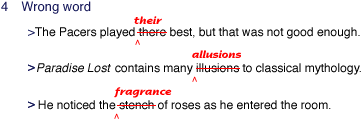 4 Wrong word
their
>The Pacers played there best, but that was not good enough.
^
allusions
>Paradise Lost contains many illusions to classical mythology.
^
fragrance
> He noticed the stench of roses as he entered the room.
^